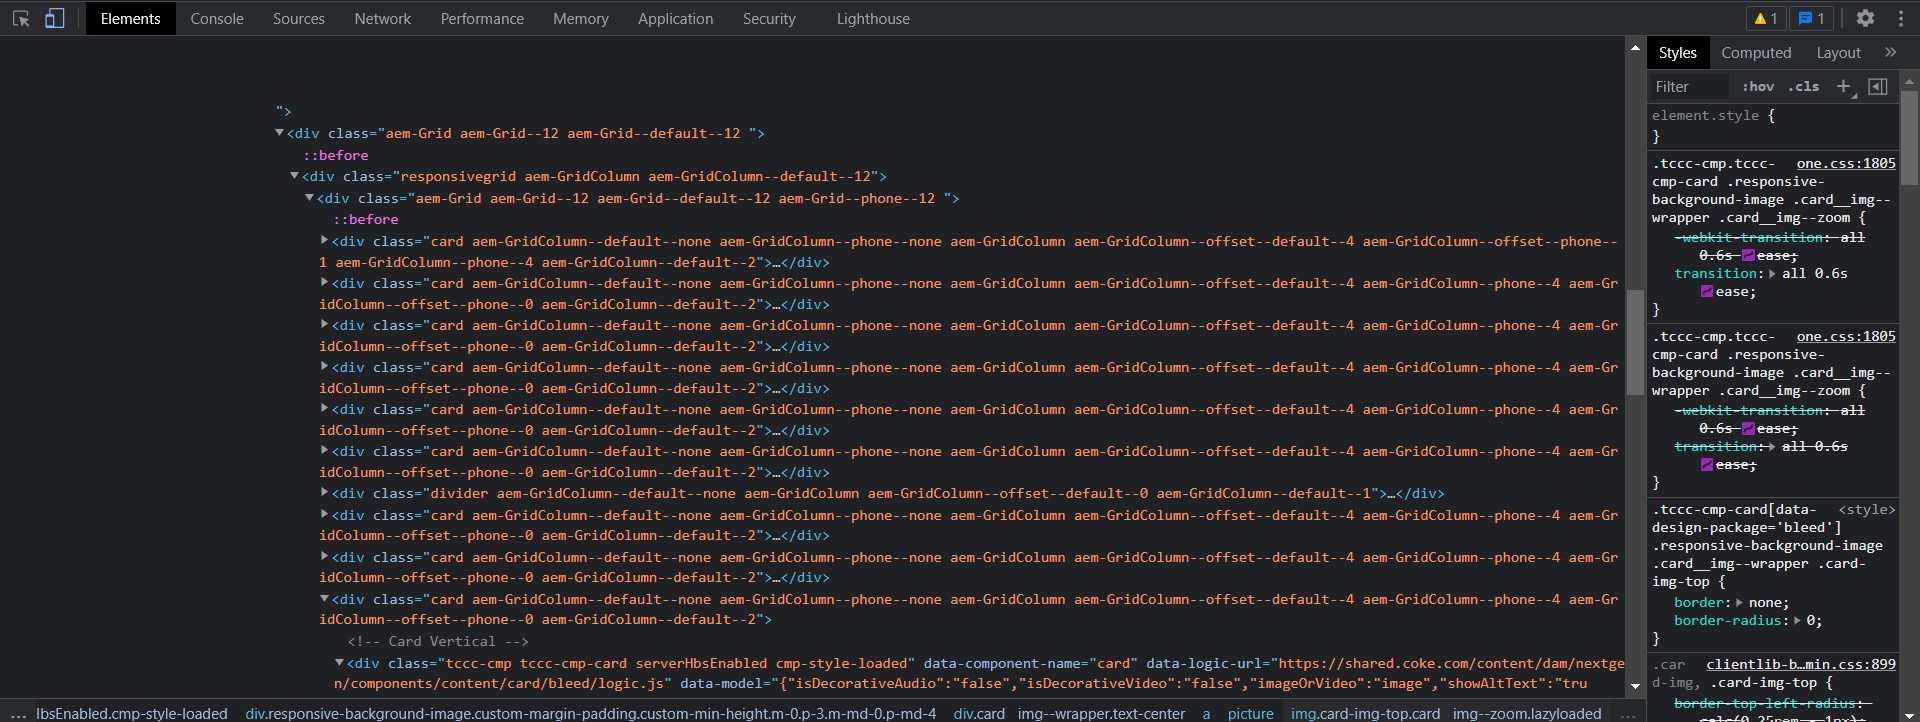 Elements Console Sources Network Performance Memory Application Security Lighthouse 1 1
Styles Computed Layout »
Filter :hov .cls +
">
<div class="aem-Grid aem-Grid--12 aem-Grid--default--12 ">
::before
<div class="responsivegrid aem-GridColumn aem-GridColumn--default--12">
<div class="aem-Grid aem-Grid--12 aem-Grid--default--12 aem-Grid--phone--12 ">
::before
<div class="card aem-GridColumn--default--none aem-GridColumn--phone--none aem-GridColumn aem-GridColumn--offset--default--4 aem-GridColumn--offset--phone--
1 aem-GridColumn--phone--4 aem-GridColumn--default--2">…</div>
<div class="card aem-GridColumn--default--none aem-GridColumn--phone--none aem-GridColumn aem-GridColumn--offset--default--4 aem-GridColumn--phone--4 aem-Gr
idColumn--offset--phone--0 aem-GridColumn--default--2">…</div>
<div class="card aem-GridColumn--default--none aem-GridColumn--phone--none aem-GridColumn aem-GridColumn--offset--default--4 aem-GridColumn--phone--4 aem-Gr
idColumn--offset--phone--0 aem-GridColumn--default--2">…</div>
<div class="card aem-GridColumn--default--none aem-GridColumn--phone--none aem-GridColumn aem-GridColumn--offset--default--4 aem-GridColumn--phone--4 aem-Gr
idColumn--offset--phone--0 aem-GridColumn--default--2">…</div>
<div class="card aem-GridColumn--default--none aem-GridColumn--phone--none aem-GridColumn aem-GridColumn--offset--default--4 aem-GridColumn--phone--4 aem-Gr
idColumn--offset--phone--0 aem-GridColumn--default--2">…</div>
<div class="card aem-GridColumn--default--none aem-GridColumn--phone--none aem-GridColumn aem-GridColumn--offset--default--4 aem-GridColumn--phone--4 aem-Gr
idColumn--offset--phone--0 aem-GridColumn--default--2">…</div>
<div class="divider aem-GridColumn--default--none aem-GridColumn aem-GridColumn--offset--default--0 aem-GridColumn--default--1">…</div>
<div class="card aem-GridColumn--default--none aem-GridColumn--phone--none aem-GridColumn aem-GridColumn--offset--default--4 aem-GridColumn--phone--4 aem-Gr
idColumn--offset--phone--0 aem-GridColumn--default--2">…</div>
<div class="card aem-GridColumn--default--none aem-GridColumn--phone--none aem-GridColumn aem-GridColumn--offset--default--4 aem-GridColumn--phone--4 aem-Gr
idColumn--offset--phone--0 aem-GridColumn--default--2">…</div>
<div class="card aem-GridColumn--default--none aem-GridColumn--phone--none aem-GridColumn aem-GridColumn--offset--default--4 aem-GridColumn--phone--4 aem-Gr
idColumn--offset--phone--0 aem-GridColumn--default--2">
<!-- Card Vertical -->
<div class="tccc-cmp tccc-cmp-card serverHbsEnabled cmp-style-loaded" data-component-name="card" data-logic-url="https://shared.coke.com/content/dam/nextge
n/components/content/card/bleed/logic.js" data-model="{"isDecorativeAudio":"false","isDecorativeVideo":"false","imageOrVideo":"image","showAltText":"tru
... lbsEnabled.cmp-style-loaded div.responsive-background-image.custom-margin-padding.custom-min-height.m-0.p-3.m-md-0.p-md-4 div.card img--wrapper.text-center a picture img.card-img-top.card img--zoom.lazyloaded ...
element.style {
}
.tccc-cmp.tccc- one.css:1805
cmp-card .responsive-
background-image .card__img--
wrapper .card__img--zoom {
-webkit-transition: all
0.6s ease;
transition: all 0.6s
ease;
}
.tccc-cmp.tccc- one.css:1805
cmp-card .responsive-
background-image .card__img--
wrapper .card__img--zoom {
-webkit-transition: all
0.6s ease;
transition: all 0.6s
ease;
}
.tccc-cmp-card[data- <style>
design-package='bleed']
.responsive-background-image
.card__img--wrapper .card-
img-top {
border: none;
border-radius: 0;
}
.car clientlib-b…min.css:899
d-img, .card-img-top {
border-top-left-radius:
calc(0.25rem - 1px);